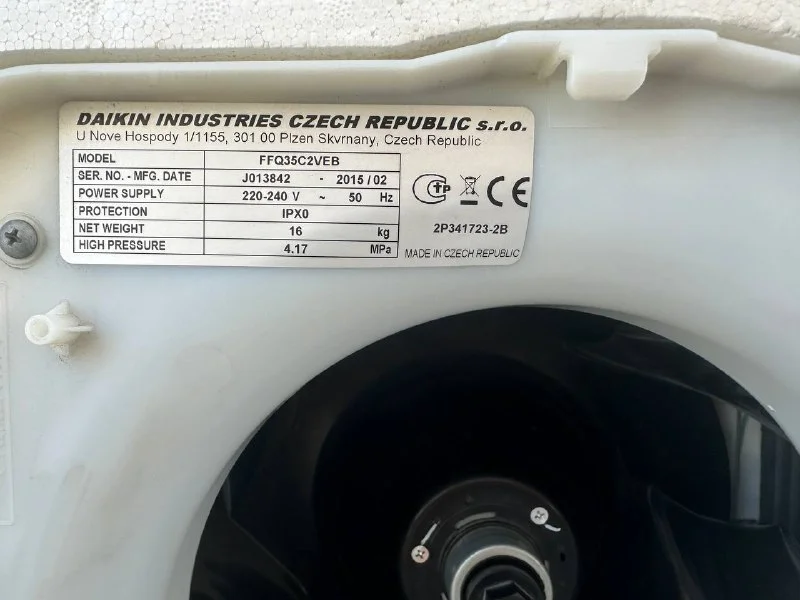 DAIKIN INDUSTRIES CZECH REPUBLIC s.r.o.
U Nove Hospody 1/1155, 301 00 Plzen Skvrnany, Czech Republic
MODEL FFQ35C2VEB
SER. NO. - MFG. DATE J013842 - 2015 / 02
POWER SUPPLY 220-240 V ~ 50 Hz
PROTECTION IPX0
NET WEIGHT 16 kg
HIGH PRESSURE 4.17 MPa
CE
2P341723-2B
MADE IN CZECH REPUBLIC